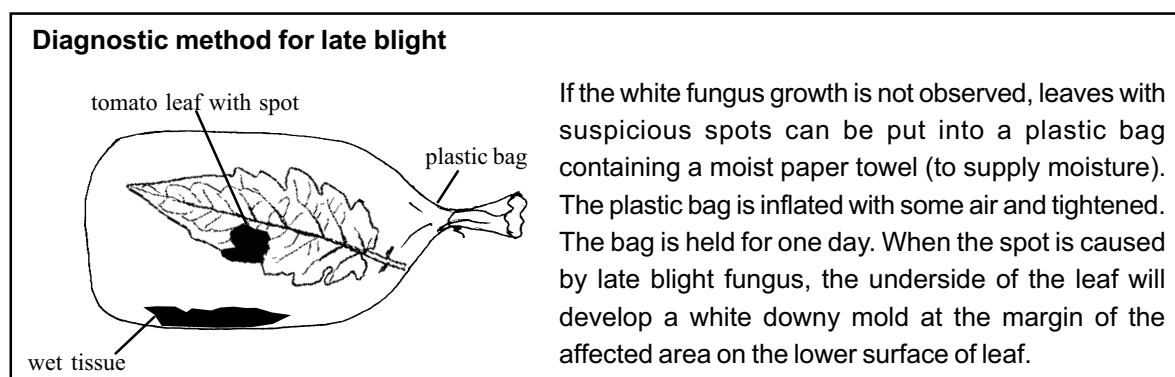 Diagnostic method for late blight
tomato leaf with spot
plastic bag
wet tissue
If the white fungus growth is not observed, leaves with
suspicious spots can be put into a plastic bag
containing a moist paper towel (to supply moisture).
The plastic bag is inflated with some air and tightened.
The bag is held for one day. When the spot is caused
by late blight fungus, the underside of the leaf will
develop a white downy mold at the margin of the
affected area on the lower surface of leaf.